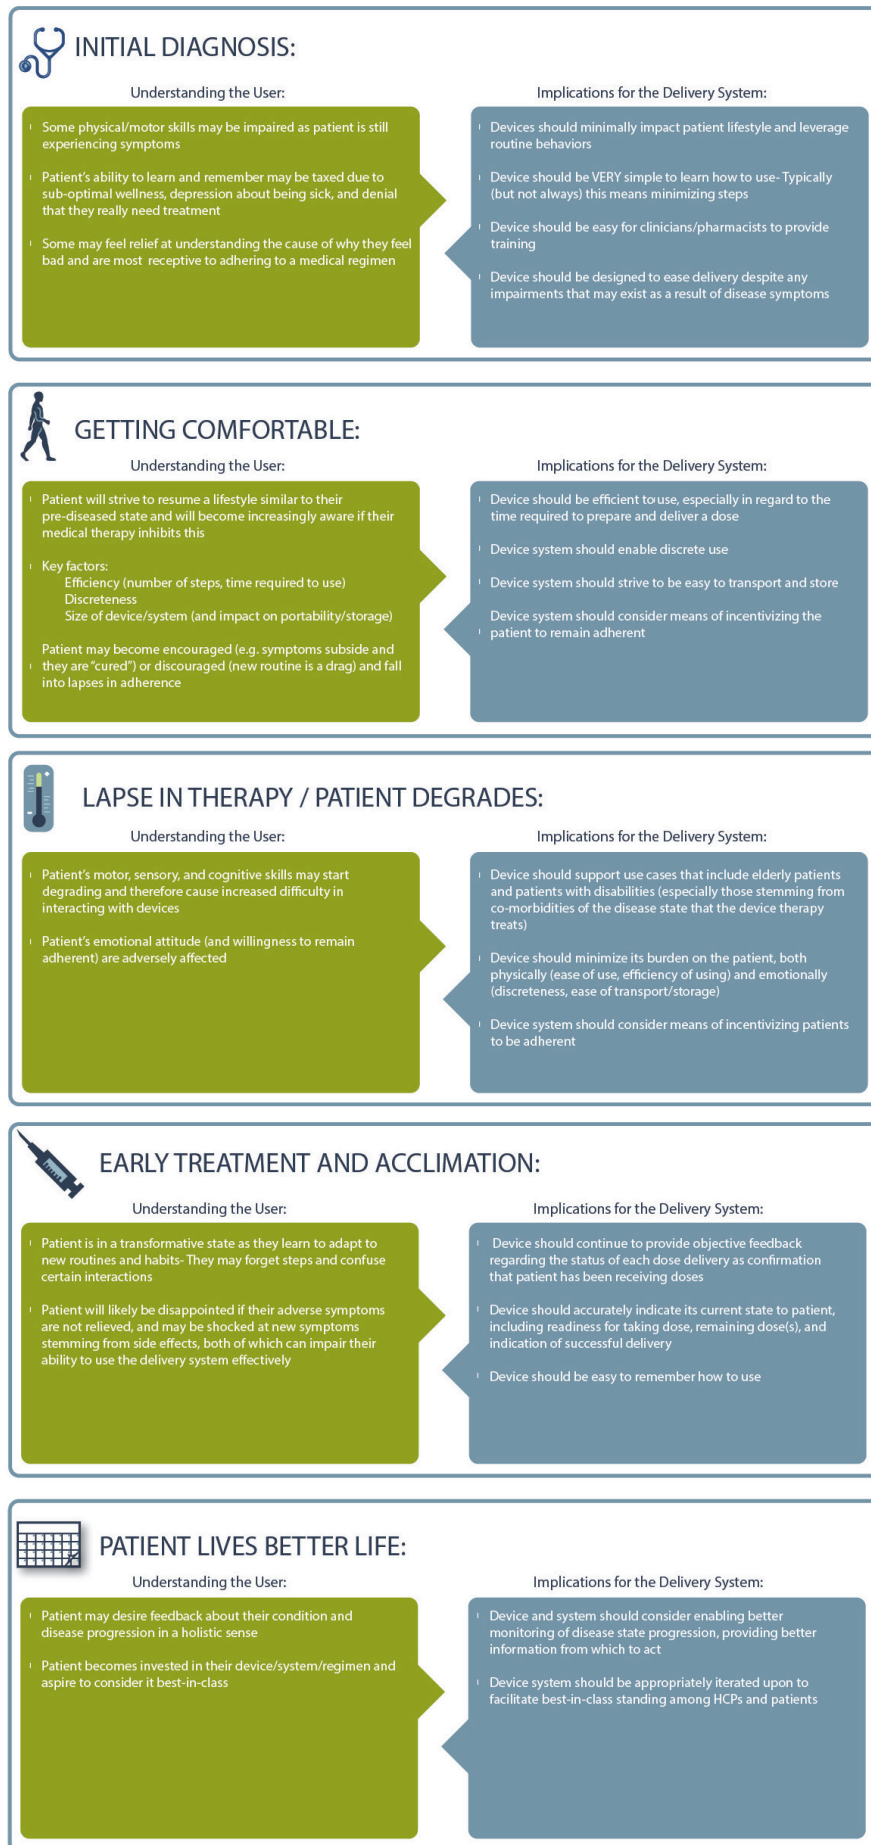 INITIAL DIAGNOSIS:
Understanding the User:
Some physical/motor skills may be impaired as patient is still
experiencing symptoms
Patient's ability to learn and remember may be taxed due to
sub-optimal wellness, depression about being sick, and denial
that they really need treatment
Some may feel relief at understanding the cause of why they feel
bad and are most receptive to adhering to a medical regimen
Implications for the Delivery System:
Devices should minimally impact patient lifestyle and leverage
routine behaviors
Device should be VERY simple to learn how to use- Typically
(but not always) this means minimizing steps
Device should be easy for clinicians/pharmacists to provide
training
Device should be designed to ease delivery despite any
impairments that may exist as a result of disease symptoms
GETTING COMFORTABLE:
Understanding the User:
Patient will strive to resume a lifestyle similar to their
pre-diseased state and will become increasingly aware if their
medical therapy inhibits this
Key factors:
Efficiency (number of steps, time required to use)
Discreteness
Size of device/system (and impact on portability/storage)
Patient may become encouraged (e.g. symptoms subside and
they are "cured") or discouraged (new routine is a drag) and fall
into lapses in adherence
Implications for the Delivery System:
Device should be efficient to use, especially in regard to the
time required to prepare and deliver a dose
Device system should enable discrete use
Device system should strive to be easy to transport and store
Device system should consider means of incentivizing the
patient to remain adherent
LAPSE IN THERAPY / PATIENT DEGRADES:
Understanding the User:
Patient's motor, sensory, and cognitive skills may start
degrading and therefore cause increased difficulty in
interacting with devices
Patient's emotional attitude (and willingness to remain
adherent) are adversely affected
Implications for the Delivery System:
Device should support use cases that include elderly patients
and patients with disabilities (especially those stemming from
co-morbidities of the disease state that the device therapy
treats)
Device should minimize its burden on the patient, both
physically (ease of use, efficiency of using) and emotionally
(discreteness, ease of transport/storage)
Device system should consider means of incentivizing patients
to be adherent
EARLY TREATMENT AND ACCLIMATION:
Understanding the User:
Patient is in a transformative state as they learn to adapt to
new routines and habits- They may forget steps and confuse
certain interactions
Patient will likely be disappointed if their adverse symptoms
are not relieved, and may be shocked at new symptoms
stemming from side effects, both of which can impair their
ability to use the delivery system effectively
Implications for the Delivery System:
Device should continue to provide objective feedback
regarding the status of each dose delivery as confirmation
that patient has been receiving doses
Device should accurately indicate its current state to patient,
including readiness for taking dose, remaining dose(s), and
indication of successful delivery
Device should be easy to remember how to use
PATIENT LIVES BETTER LIFE:
Understanding the User:
Patient may desire feedback about their condition and
disease progression in a holistic sense
Patient becomes invested in their device/system/regimen and
aspire to consider it best-in-class
Implications for the Delivery System:
Device and system should consider enabling better
monitoring of disease state progression, providing better
information from which to act
Device system should be appropriately iterated upon to
facilitate best-in-class standing among HCPs and patients